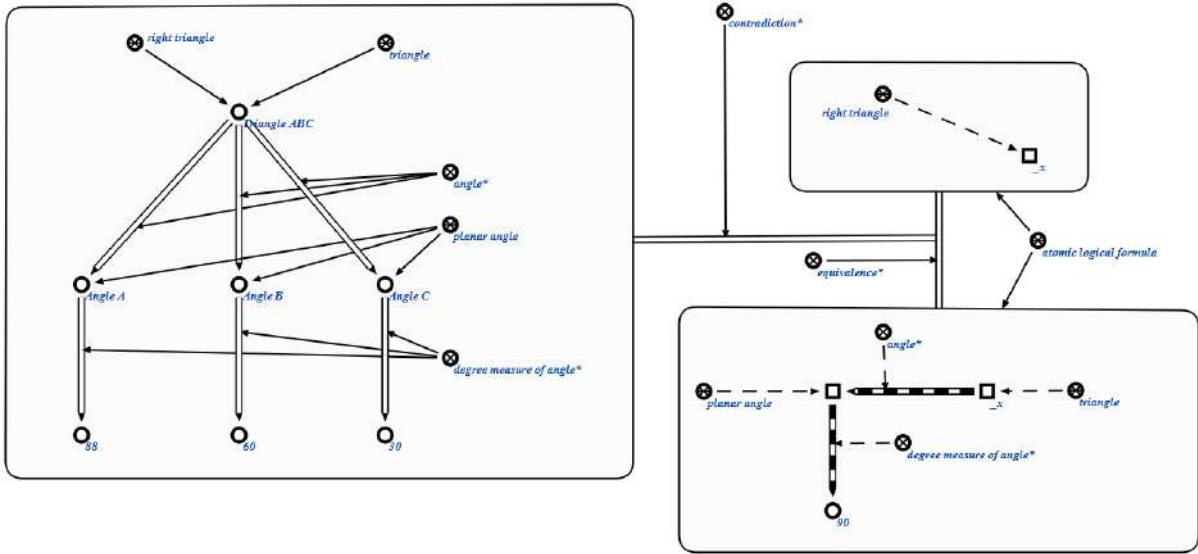 right triangle
triangle
Triangle ABC
angle*
planar angle
Angle A
Angle B
Angle C
degree measure of angle*
88
60
30
contradiction*
right triangle
_x
equivalence*
atomic logical formula
angle*
planar angle
_x
triangle
degree measure of angle*
90